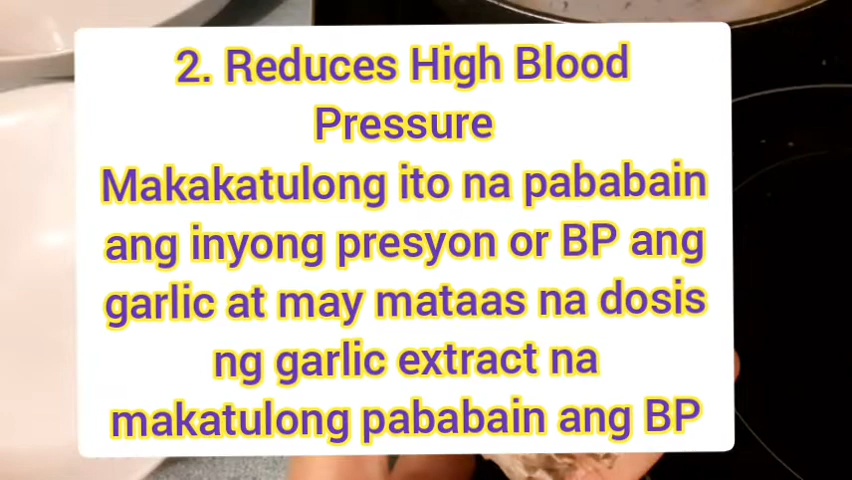 2. Reduces High Blood
Pressure
Makakatulong ito na pababain
ang inyong presyon or BP ang
garlic at may mataas na dosis
ng garlic extract na
makatulong pababain ang BP